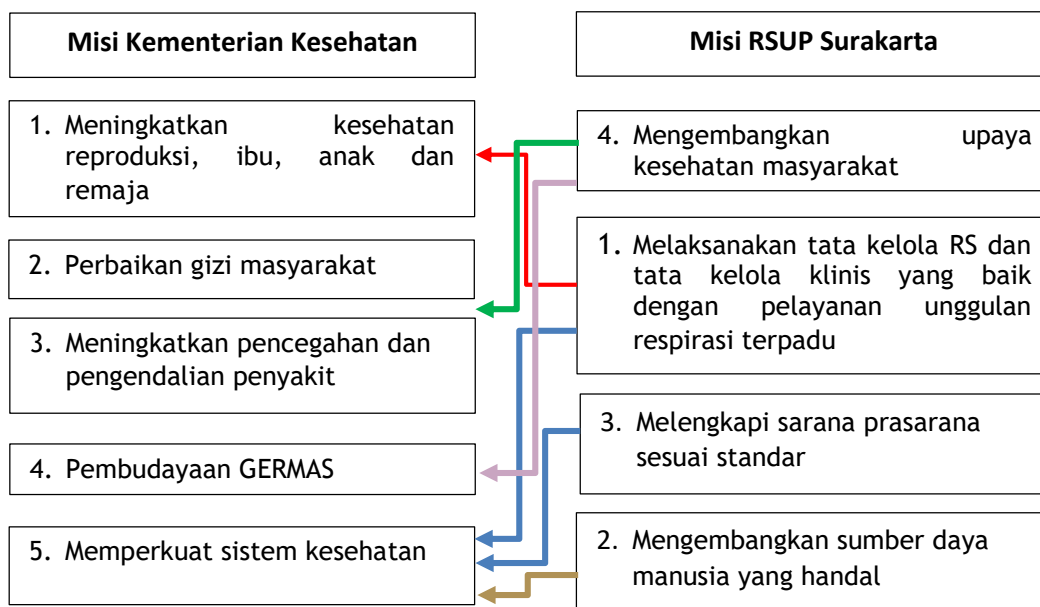 Misi Kementerian Kesehatan
1. Meningkatkan kesehatan
reproduksi, ibu, anak dan
remaja
2. Perbaikan gizi masyarakat
3. Meningkatkan pencegahan dan
pengendalian penyakit
4. Pembudayaan GERMAS
5. Memperkuat sistem kesehatan
Misi RSUP Surakarta
4. Mengembangkan upaya
kesehatan masyarakat
1. Melaksanakan tata kelola RS dan
tata kelola klinis yang baik
dengan pelayanan unggulan
respirasi terpadu
3. Melengkapi sarana prasarana
sesuai standar
2. Mengembangkan sumber daya
manusia yang handal